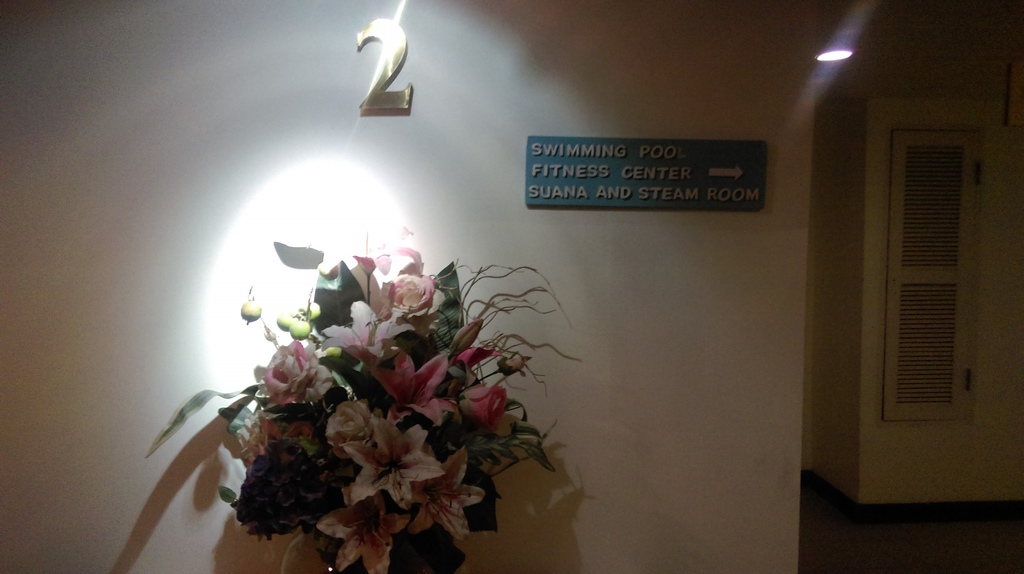 2
SWIMMING POOL
FITNESS CENTER
SUANA AND STEAM ROOM